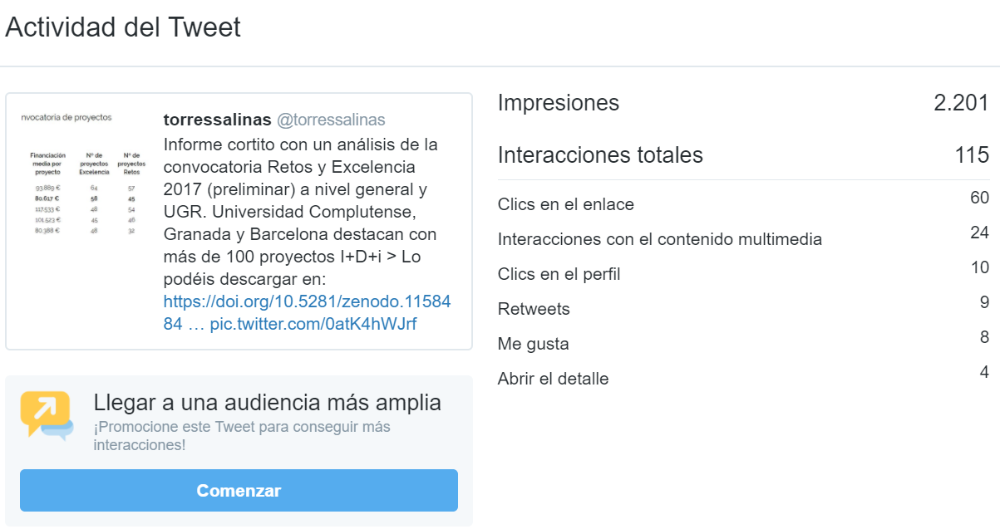 Actividad del Tweet
nvocatoria de proyectos
Financiación media por proyecto Nº de proyectos Excelencia Nº de proyectos Retos
93.889 € 64 57
80.617 € 58 45
117.533 € 48 54
101.523 € 45 46
80.388 € 48 32
torressalinas @torressalinas
Informe cortito con un análisis de la
convocatoria Retos y Excelencia
2017 (preliminar) a nivel general y
UGR. Universidad Complutense,
Granada y Barcelona destacan con
más de 100 proyectos I+D+i > Lo
podéis descargar en:
https://doi.org/10.5281/zenodo.11584
84 … pic.twitter.com/0atK4hWJrf
Llegar a una audiencia más amplia
¡Promocione este Tweet para conseguir más
interacciones!
Comenzar
Impresiones 2.201
Interacciones totales 115
Clics en el enlace 60
Interacciones con el contenido multimedia 24
Clics en el perfil 10
Retweets 9
Me gusta 8
Abrir el detalle 4